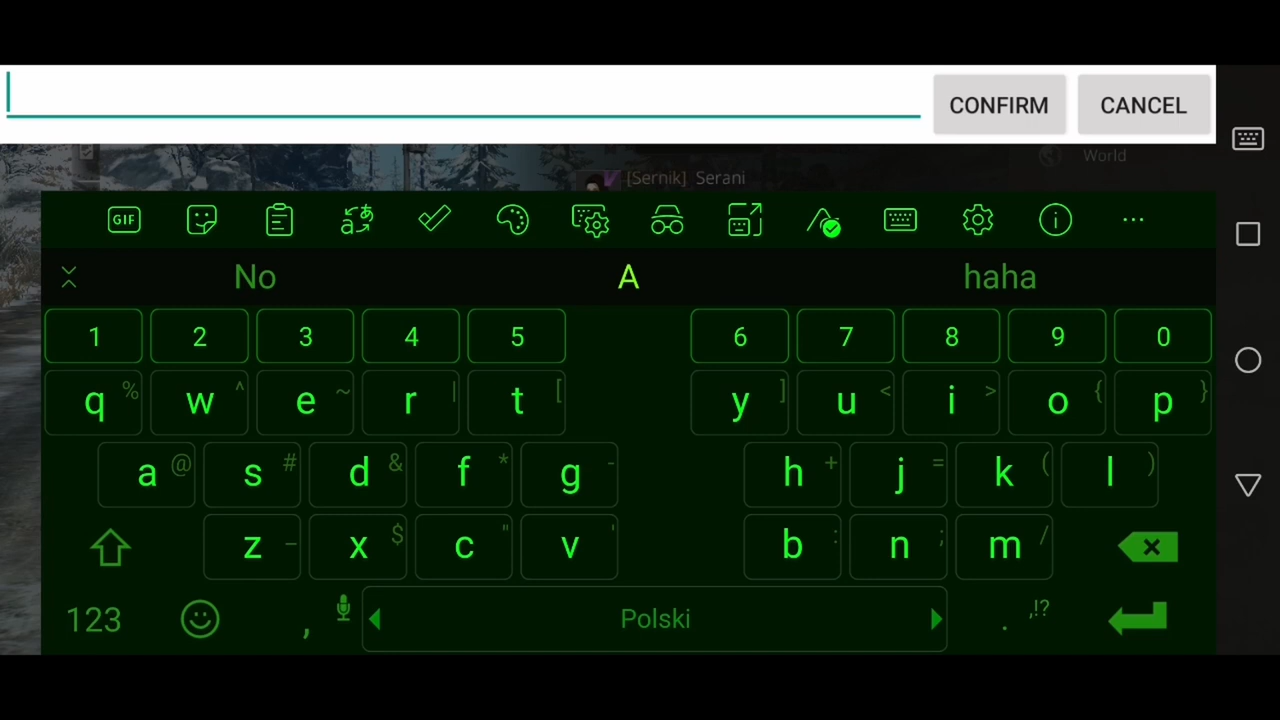 CONFIRM CANCEL
World
[Sernik] Serani
GIF
No A haha
1 2 3 4 5 6 7 8 9 0
q % w ^ e ~ r | t [ y ] u < i > o { p }
a @ s # d & f * g - h + j = k ( l )
z _ x $ c " v ' b : n ; m /
123 , Polski . ,!?